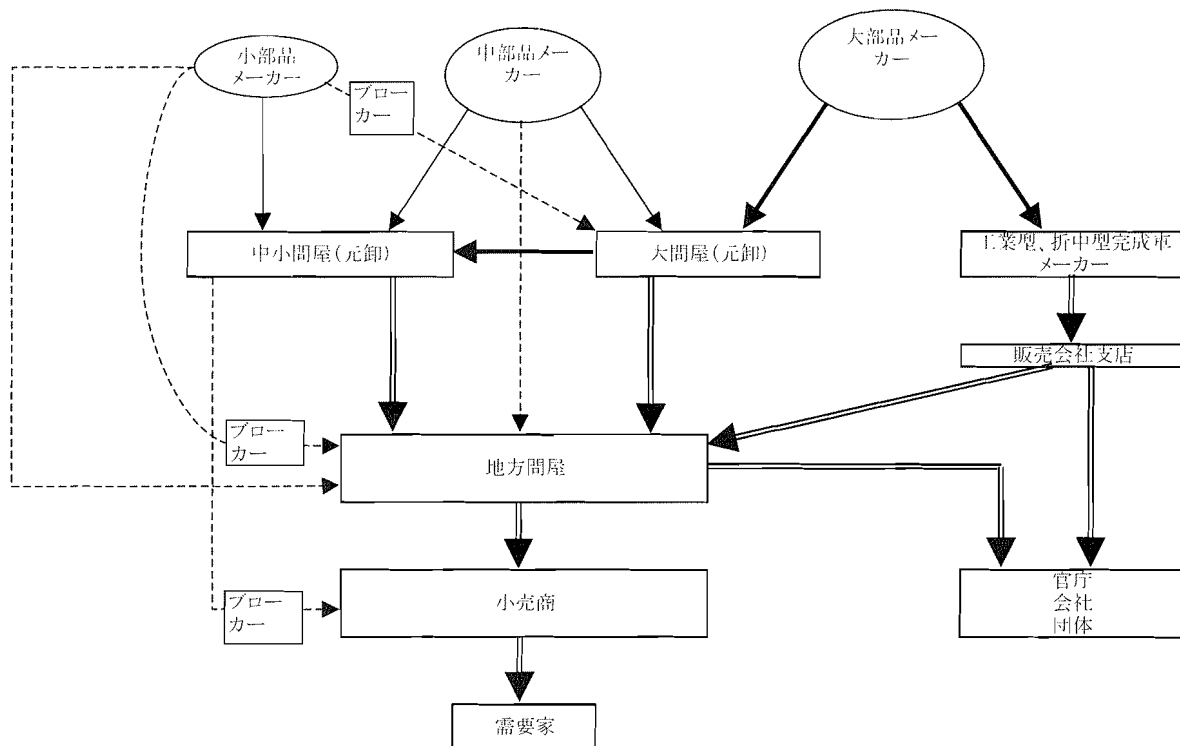 小部品
メーカー
中部品メー
カー
大部品メー
カー
ブロー
カー
中小問屋(元卸)
大問屋(元卸)
工業型、折中型完成車
メーカー
販売会社支店
ブロー
カー
地方問屋
ブロー
カー
小売商
官庁
会社
団体
需要家